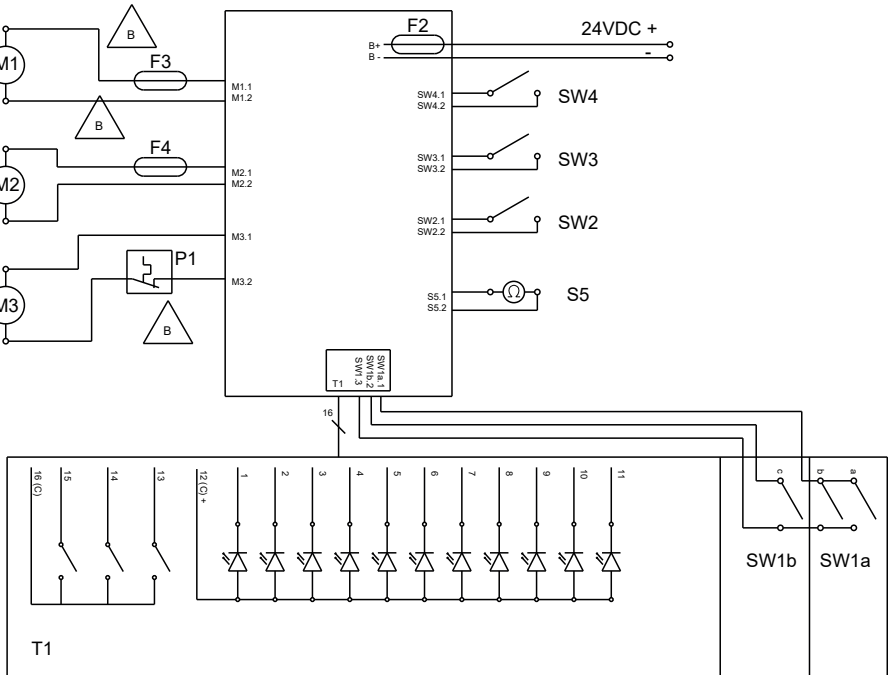 B
F3
M1
M1.1
M1.2
B
F4
M2
M2.1
M2.2
M3.1
P1
M3
M3.2
B
F2
24VDC +
-
B+
B -
SW4.1
SW4.2
SW4
SW3.1
SW3.2
SW3
SW2.1
SW2.2
SW2
S5.1
S5.2
Ω
S5
T1
SW1.3
SW1b.2
SW1a.1
16
16 (C)
15
14
13
12 (C) +
1
2
3
4
5
6
7
8
9
10
11
c
b
a
SW1b
SW1a
T1